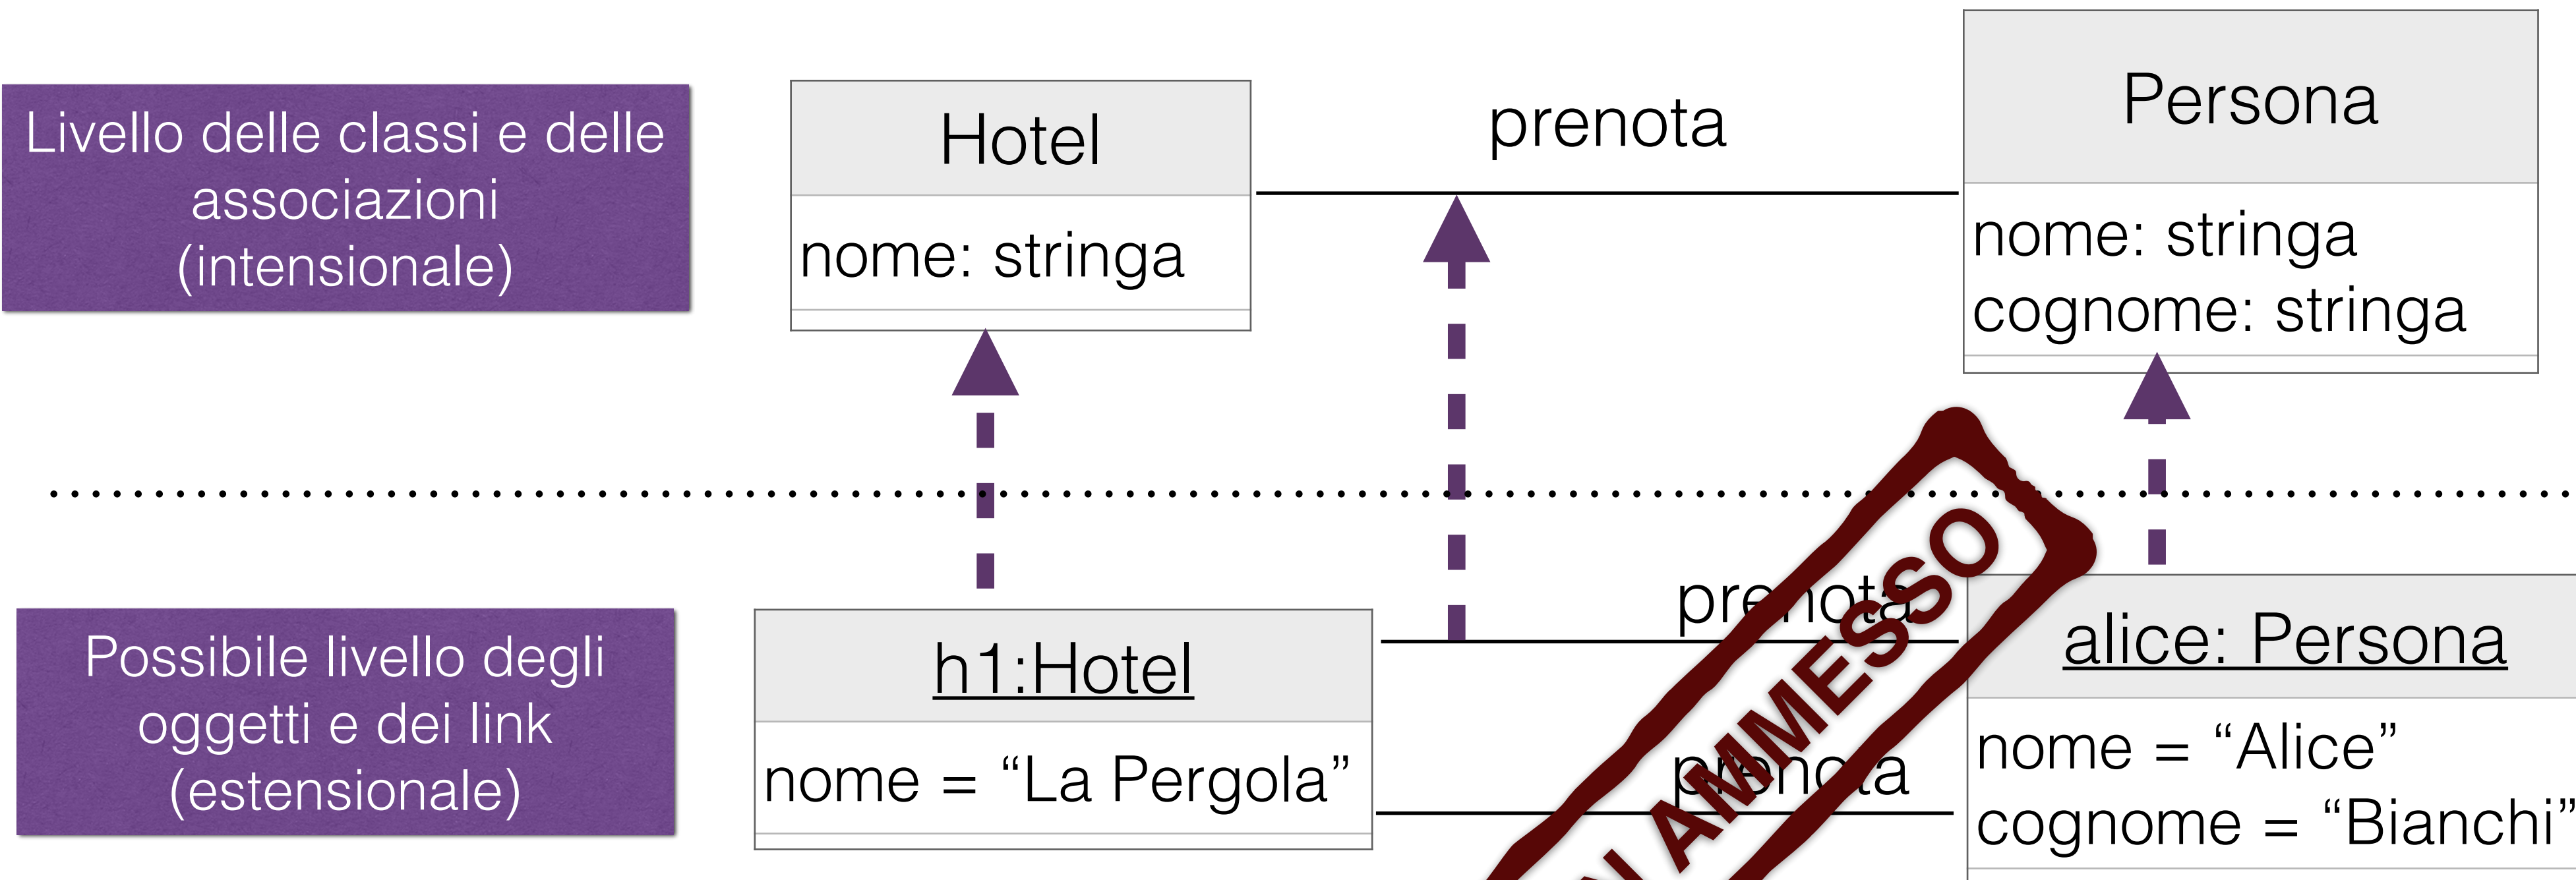 Livello delle classi e delle
associazioni
(intensionale)
Hotel
nome: stringa
prenota
Persona
nome: stringa
cognome: stringa
Possibile livello degli
oggetti e dei link
(estensionale)
h1:Hotel
nome = “La Pergola”
prenota
prenota
alice: Persona
nome = “Alice”
cognome = “Bianchi”
N AMMESSO